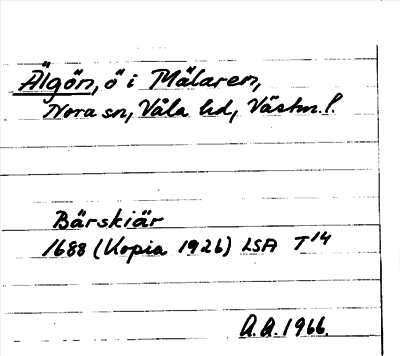 Älgön, ö i Mälaren,
Nora sn, Våla hd, Västm. l.
Bärskiär
1688 (Kopia 1926) LSA T14
A.A. 1966.